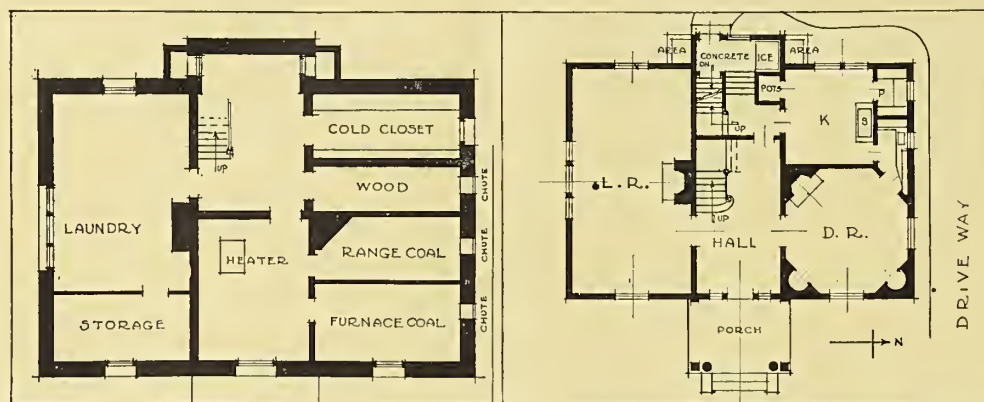 COLD CLOSET
UP
WOOD
CHUTE
LAUNDRY
HEATER
RANGE COAL
CHUTE
STORAGE
FURNACE COAL
CHUTE
AREA
CONCRETE
ICE
AREA
DN
POTS
P
K
S
UP
L.R.
UP
HALL
D.R.
DRIVE WAY
PORCH
N